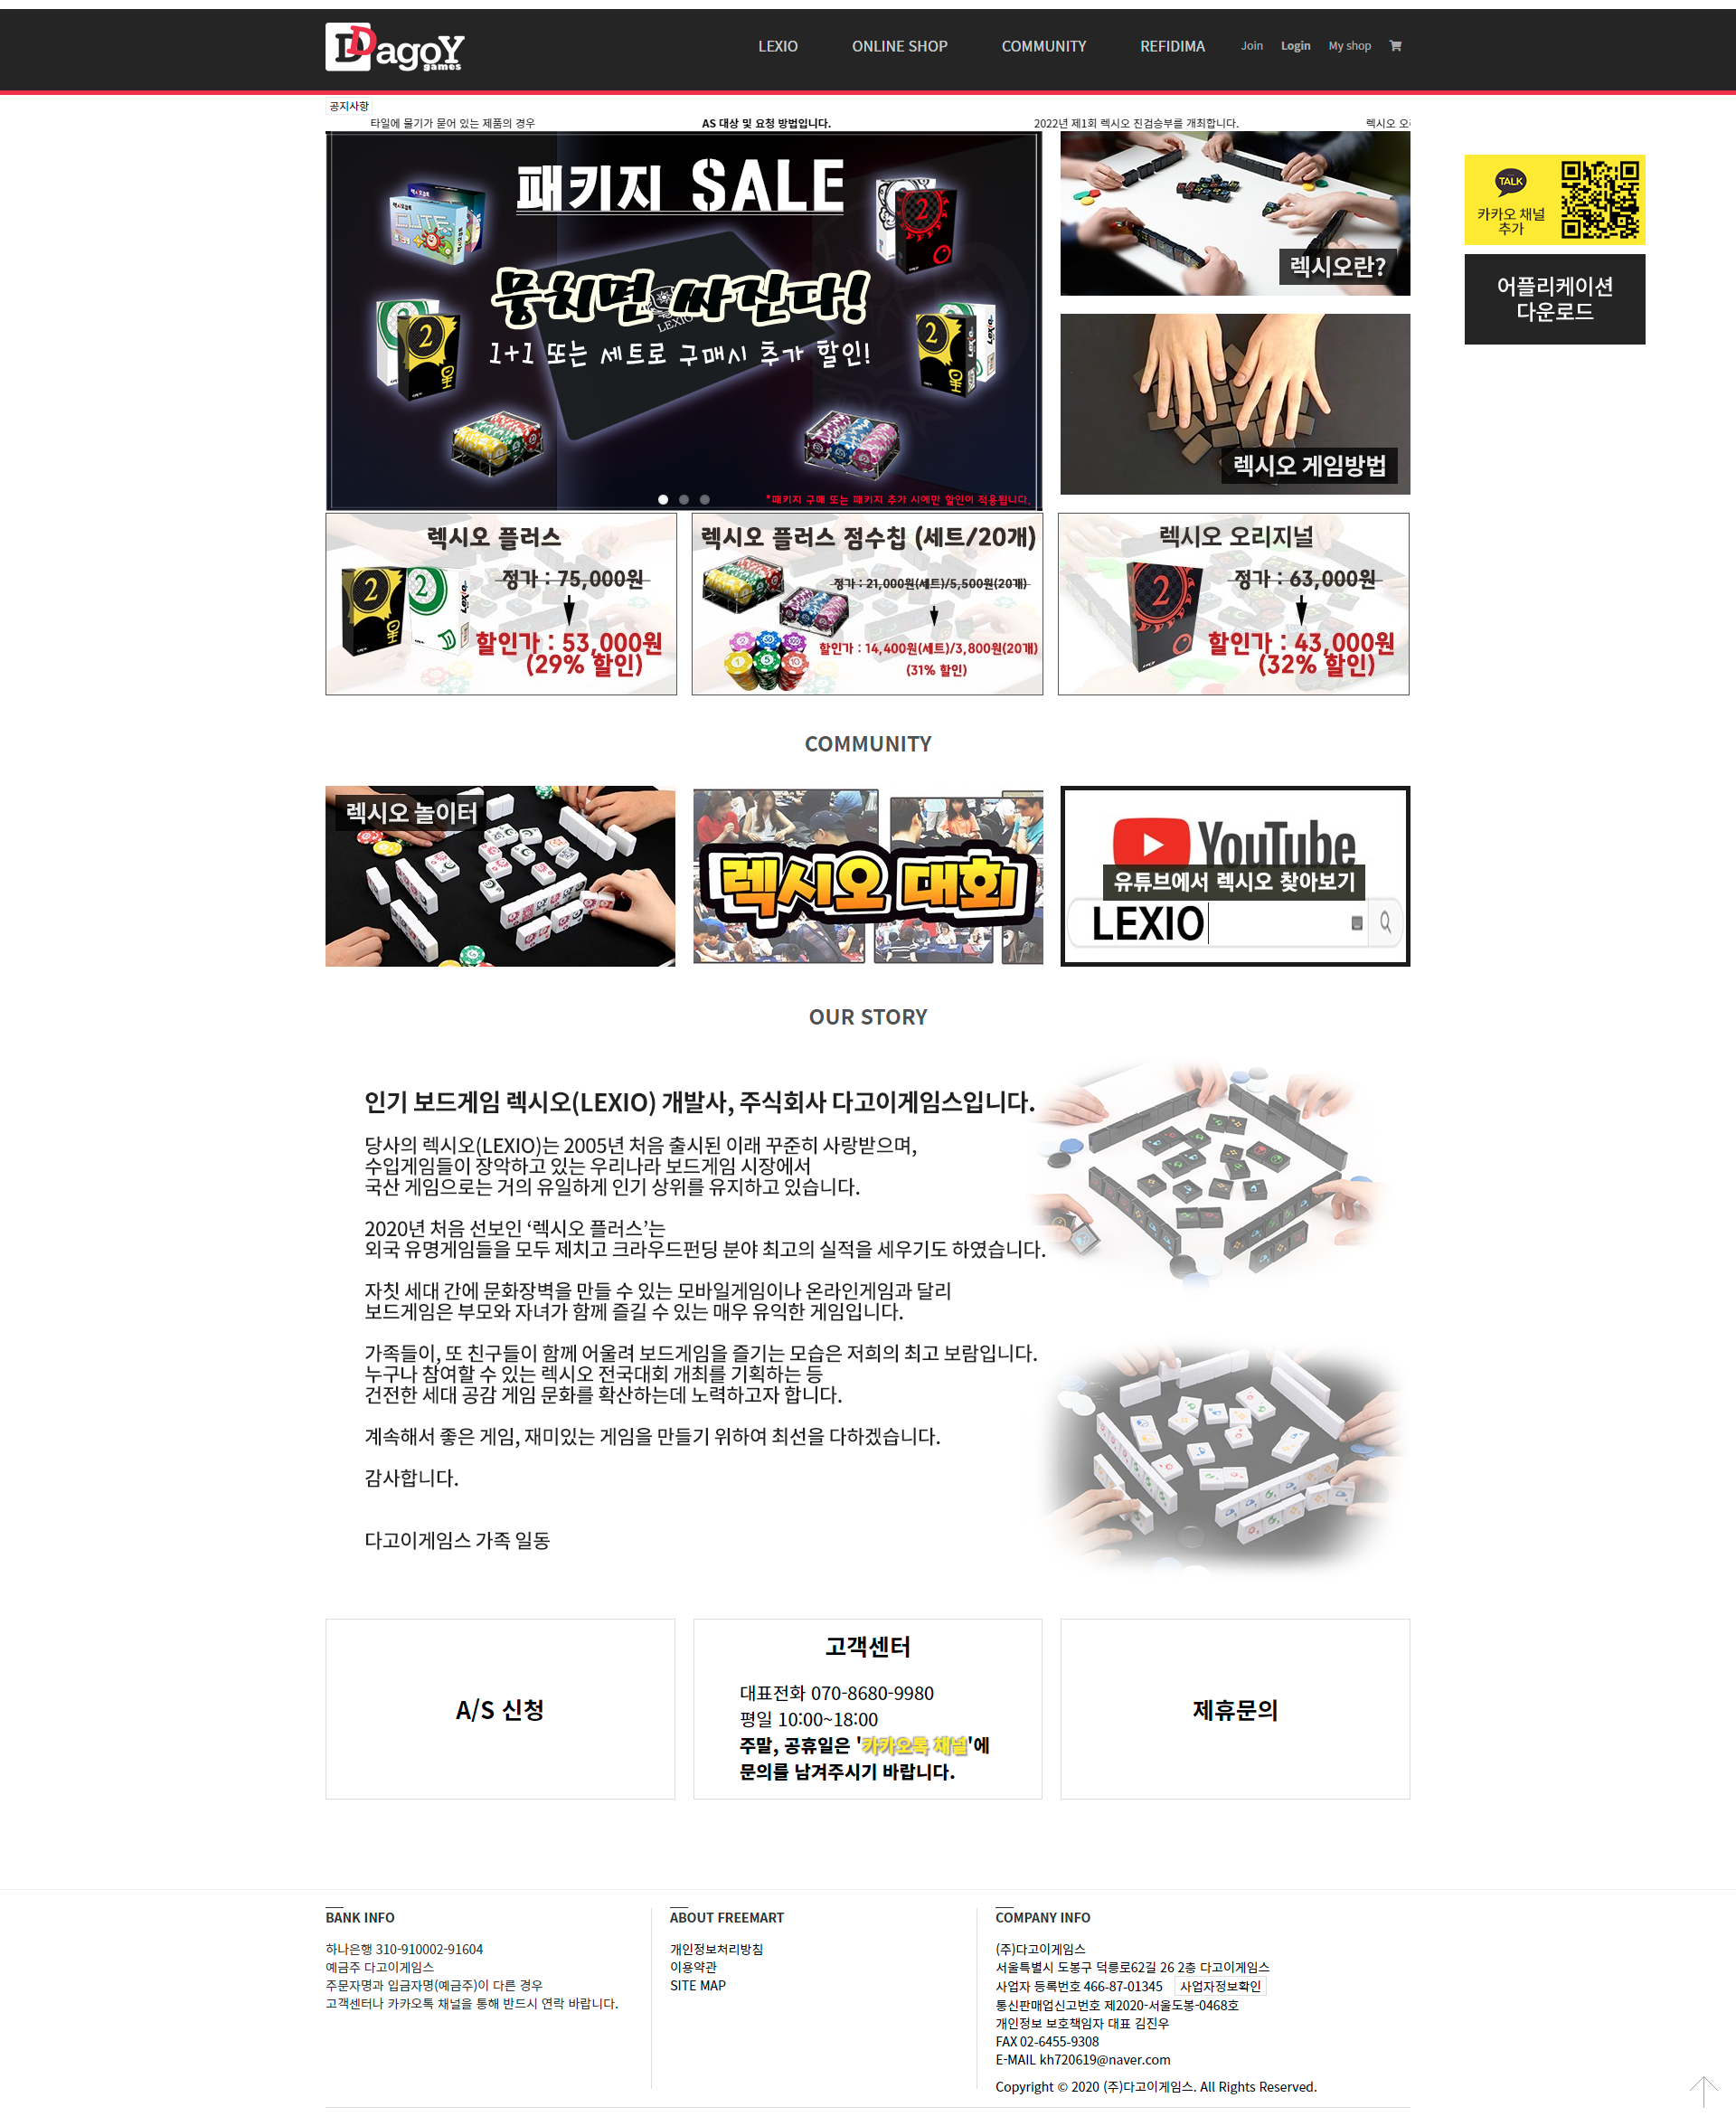 DDagoY
games
LEXIO
ONLINE SHOP
COMMUNITY
REFIDIMA
Join
Login
My shop
공지사항
타일에 물기가 묻어 있는 제품의 경우
AS 대상 및 요청 방법입니다.
2022년 제1회 렉시오 진검승부를 개최합니다.
렉시오
패키지 SALE
뭉치면 싸진다!
LEXIO
1+1 또는 세트로 구매시 추가 할인!
*패키지 구매 또는 패키지 추가 시에만 할인이 적용됩니다.
렉시오란?
렉시오 게임방법
TALK
카카오 채널
추가
어플리케이션
다운로드
렉시오 플러스
정가 : 75,000원
할인가 : 53,000원
(29% 할인)
렉시오 플러스 점수칩 (세트/20개)
정가 : 21,000원(세트)/5,500원(20개)
할인가 : 14,400원(세트)/3,800원(20개)
(31% 할인)
렉시오 오리지널
정가 : 63,000원
할인가 : 43,000원
(32% 할인)
COMMUNITY
렉시오 놀이터
렉시오 대회
YouTube
유튜브에서 렉시오 찾아보기
LEXIO
OUR STORY
인기 보드게임 렉시오(LEXIO) 개발사, 주식회사 다고이게임스입니다.
당사의 렉시오(LEXIO)는 2005년 처음 출시된 이래 꾸준히 사랑받으며,
수입게임들이 장악하고 있는 우리나라 보드게임 시장에서
국산 게임으로는 거의 유일하게 인기 상위를 유지하고 있습니다.
2020년 처음 선보인 ‘렉시오 플러스’는
외국 유명게임들을 모두 제치고 크라우드펀딩 분야 최고의 실적을 세우기도 하였습니다.
자칫 세대 간에 문화장벽을 만들 수 있는 모바일게임이나 온라인게임과 달리
보드게임은 부모와 자녀가 함께 즐길 수 있는 매우 유익한 게임입니다.
가족들이, 또 친구들이 함께 어울려 보드게임을 즐기는 모습은 저희의 최고 보람입니다.
누구나 참여할 수 있는 렉시오 전국대회 개최를 기획하는 등
건전한 세대 공감 게임 문화를 확산하는데 노력하고자 합니다.
계속해서 좋은 게임, 재미있는 게임을 만들기 위하여 최선을 다하겠습니다.
감사합니다.
다고이게임스 가족 일동
A/S 신청
고객센터
대표전화 070-8680-9980
평일 10:00~18:00
주말, 공휴일은 '카카오톡 채널'에
문의를 남겨주시기 바랍니다.
제휴문의
BANK INFO
하나은행 310-910002-91604
예금주 다고이게임스
주문자명과 입금자명(예금주)이 다른 경우
고객센터나 카카오톡 채널을 통해 반드시 연락 바랍니다.
ABOUT FREEMART
개인정보처리방침
이용약관
SITE MAP
COMPANY INFO
(주)다고이게임스
서울특별시 도봉구 덕릉로62길 26 2층 다고이게임스
사업자 등록번호 466-87-01345 사업자정보확인
통신판매업신고번호 제2020-서울도봉-0468호
개인정보 보호책임자 대표 김진우
FAX 02-6455-9308
E-MAIL kh720619@naver.com
Copyright © 2020 (주)다고이게임스. All Rights Reserved.